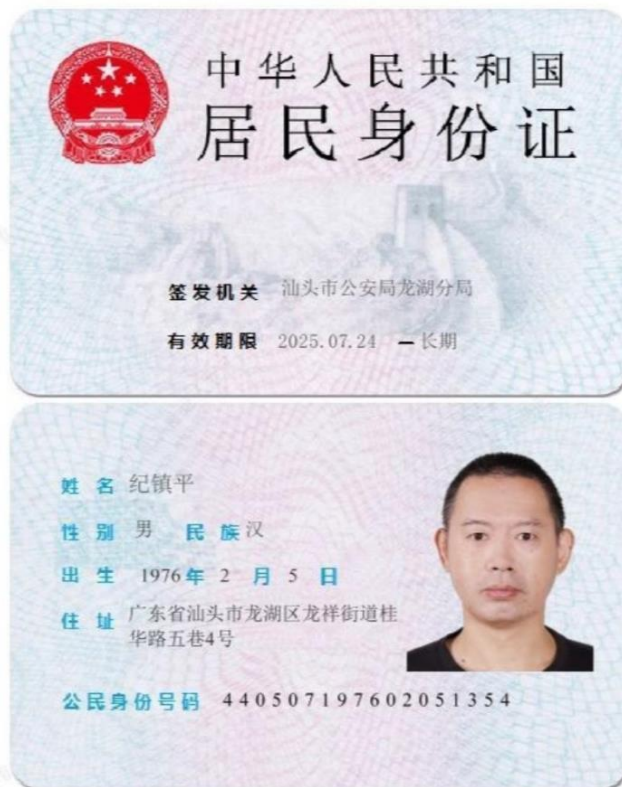 中华人民共和国
居民身份证
签发机关 汕头市公安局龙湖分局
有效期限 2025.07.24 — 长期
姓名 纪镇平
性别 男 民族 汉
出生 1976 年 2 月 5 日
住址 广东省汕头市龙湖区龙祥街道桂
华路五巷4号
公民身份号码 440507197602051354